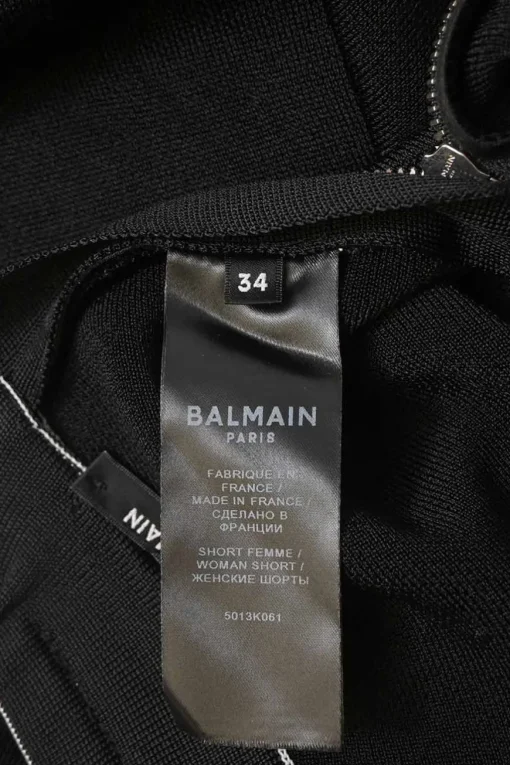 MAIN
34
BALMAIN
PARIS
FABRIQUE EN
FRANCE /
MADE IN FRANCE /
СДЕЛАНО В
ФРАНЦИИ
SHORT FEMME /
WOMAN SHORT /
ЖЕНСКИЕ ШОРТЫ
5013K061
MAIN